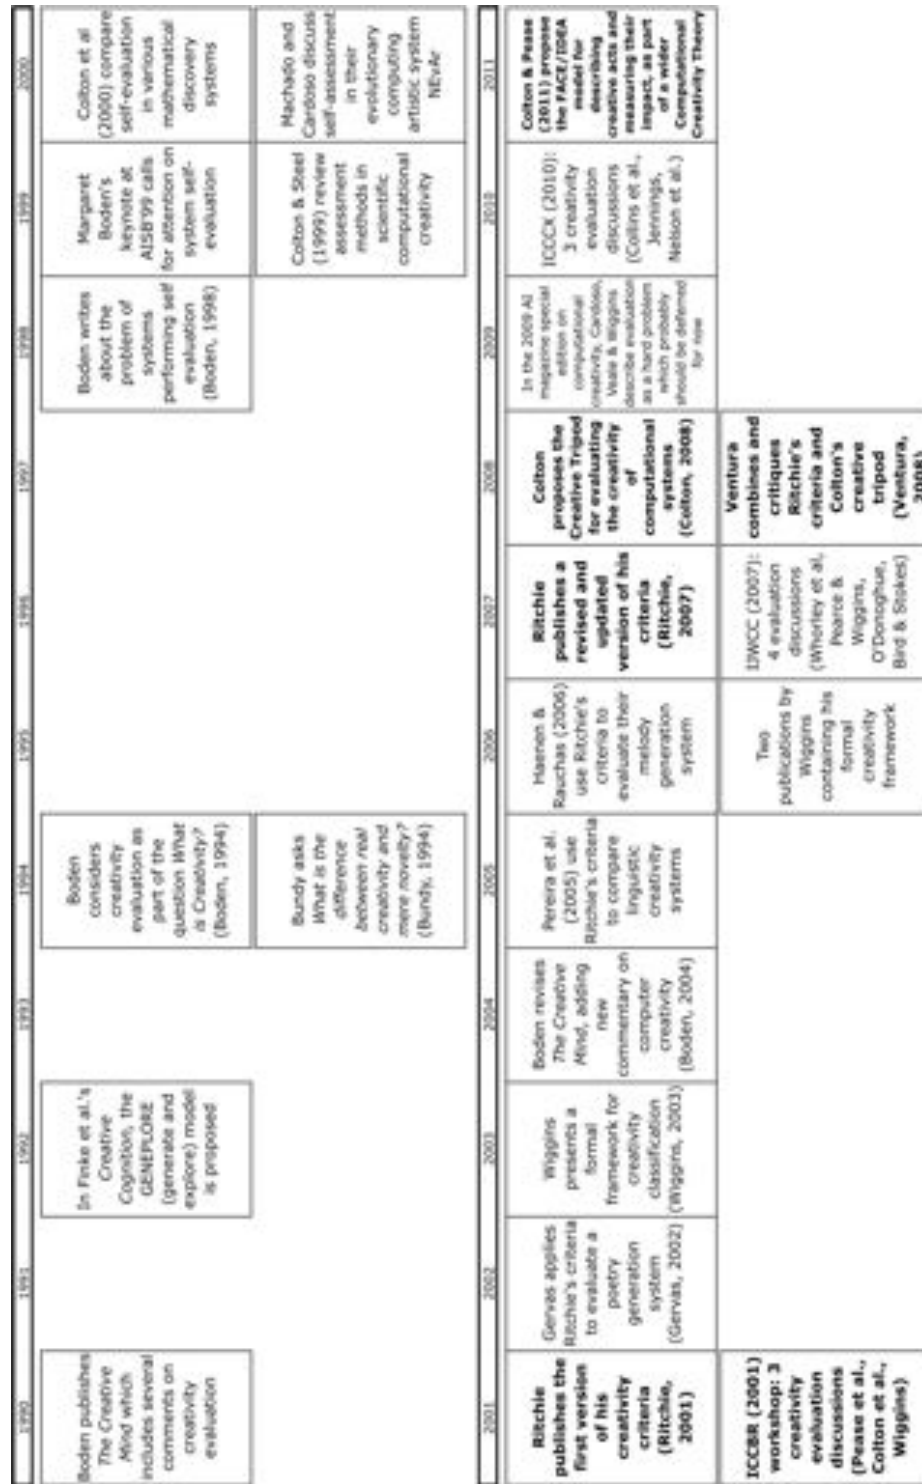 1990
1991
1992
1993
1994
1995
1996
1997
1998
1999
2000
Boden publishes
The Creative
Mind which
includes several
comments on
creativity
evaluation
In Finke et al.'s
Creative
Cognition, the
GENEPLORE
(generate and
explore) model
is proposed
Boden
considers
creativity
evaluation as
part of the
question What
is Creativity?
(Boden, 1994)
Boden writes
about the
problem of
systems
performing self
evaluation
(Boden, 1998)
Margaret
Boden's
keynote at
AISB'99 calls
for attention on
system self-
evaluation
Colton et al
(2000) compare
self-evaluation
in various
mathematical
discovery
systems
Bundy asks
What is the
difference
between real
creativity and
mere novelty?
(Bundy, 1994)
Colton & Steel
(1999) review
assessment
methods in
scientific
computational
creativity
Machado and
Cardoso discuss
self-assessment
in their
evolutionary
computing
artistic system
NEvAr
2001
2002
2003
2004
2005
2006
2007
2008
2009
2010
2011
Ritchie
publishes the
first version
of his
creativity
criteria
(Ritchie,
2001)
Gervas applies
Ritchie's criteria
to evaluate a
poetry
generation
system
(Gervas, 2002)
Wiggins
presents a
formal
framework for
creativity
classification
(Wiggins, 2003)
Boden revises
The Creative
Mind, adding
new
commentary on
computer
creativity
(Boden, 2004)
Pereira et al.
(2005) use
Ritchie's criteria
to compare
linguistic
creativity
systems
Haenen &
Rauchas (2006)
use Ritchie's
criteria to
evaluate their
melody
generation
system
Ritchie
publishes a
revised and
updated
version of his
criteria
(Ritchie,
2007)
Colton
proposes the
Creative Tripod
for evaluating
the creativity
of
computational
systems
(Colton, 2008)
In the 2009 AI
magazine special
edition on
computational
creativity, Cardoso,
Veale & Wiggins
describe evaluation
as a hard problem
which probably
should be deferred
for now
ICCCX (2010):
3 creativity
evaluation
discussions
(Collins et al.,
Jennings,
Nelson et al.)
Colton & Pease
(2011) propose
the FACE/IDEA
model for
describing
creative acts and
measuring their
impact, as part
of a wider
Computational
Creativity Theory
ICCBR (2001)
workshop: 3
creativity
evaluation
discussions
(Pease et al.,
Colton et al.,
Wiggins)
Two
publications by
Wiggins
containing his
formal
creativity
framework
IJWCC (2007):
4 evaluation
discussions
(Whorley et al,
Pearce &
Wiggins,
O'Donoghue,
Bird & Stokes)
Ventura
combines and
critiques
Ritchie's
criteria and
Colton's
creative
tripod
(Ventura,
2008)